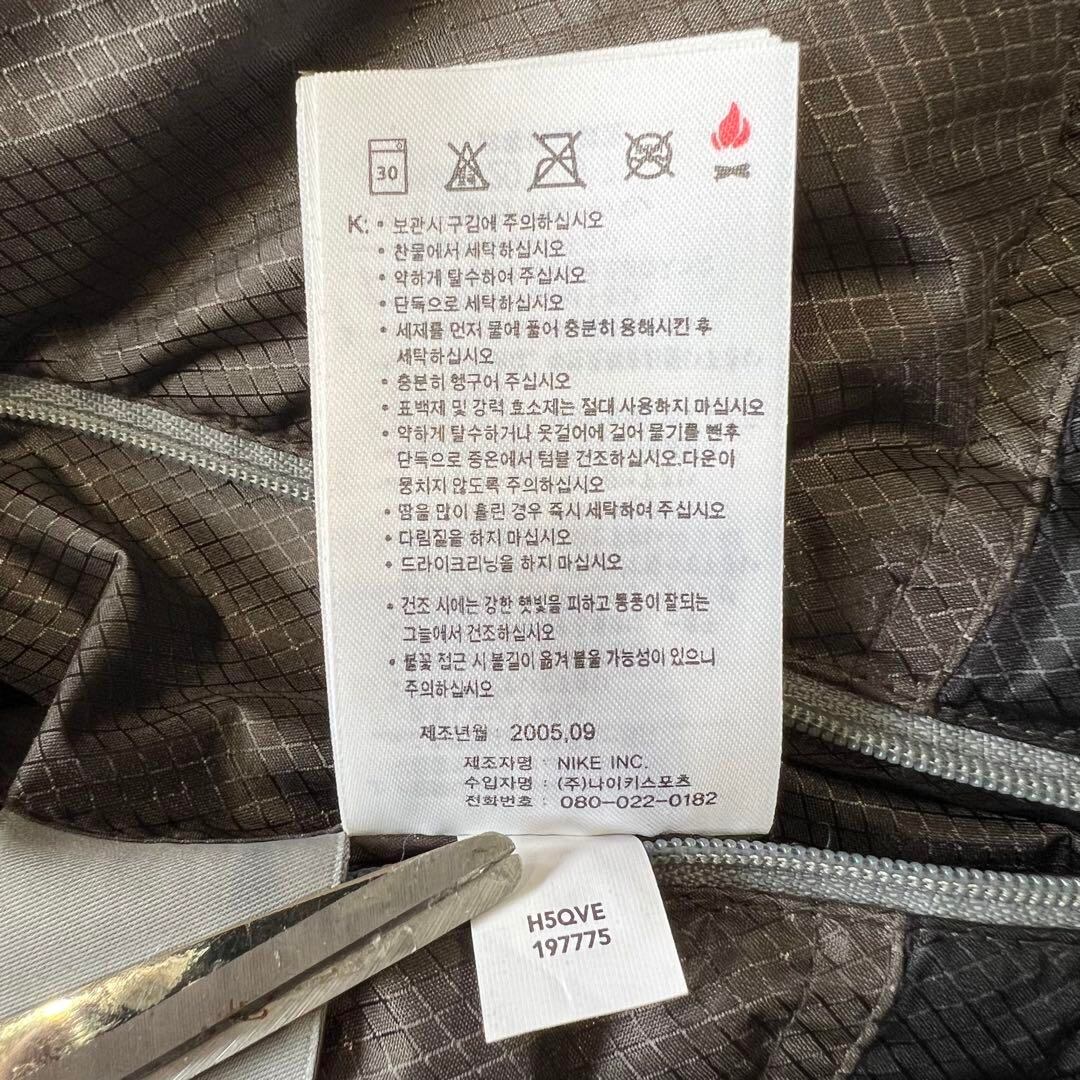 30
K: • 보관시 구김에 주의하십시오
• 찬물에서 세탁하십시오
• 약하게 탈수하여 주십시오
• 단독으로 세탁하십시오
• 세제를 먼저 물에 풀어 충분히 용해시킨 후
세탁하십시오
• 충분히 헹구어 주십시오
• 표백제 및 강력 효소제는 절대 사용하지 마십시오
• 약하게 탈수하거나 옷걸어에 걸어 물기를 뺀후
단독으로 중온에서 텀블 건조하십시오.다운이
뭉치지 않도록 주의하십시오
• 땀을 많이 흘린 경우 즉시 세탁하여 주십시오
• 다림질을 하지 마십시오
• 드라이크리닝을 하지 마십시오
• 건조 시에는 강한 햇빛을 피하고 통풍이 잘되는
그늘에서 건조하십시오
• 불꽃 접근 시 불길이 옮겨 붙을 가능성이 있으니
주의하십시오
제조년월 : 2005,09
제조자명 : NIKE INC.
수입자명 : (주)나이키스포츠
전화번호 : 080-022-0182
H5QVE
197775